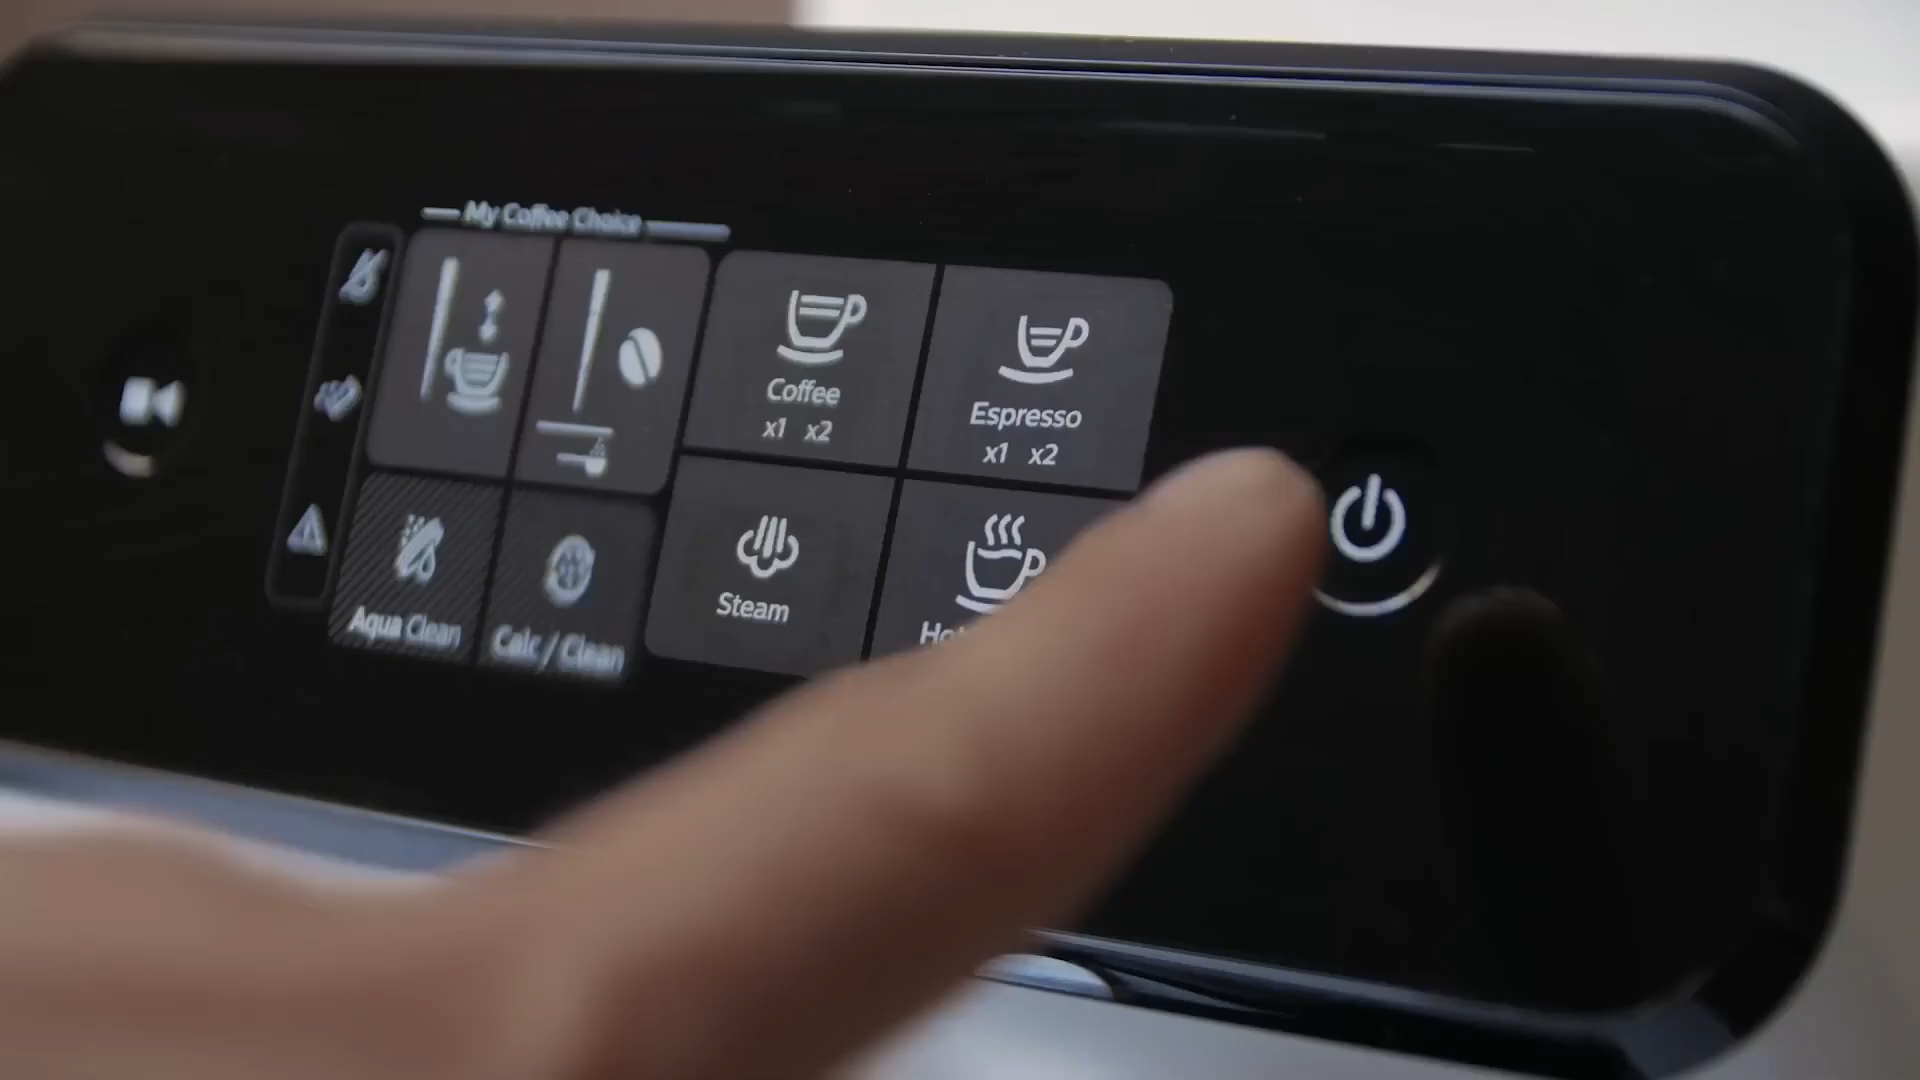 My Coffee Choice
Coffee
x1 x2
Espresso
x1 x2
Steam
Aqua Clean
Calc / Clean